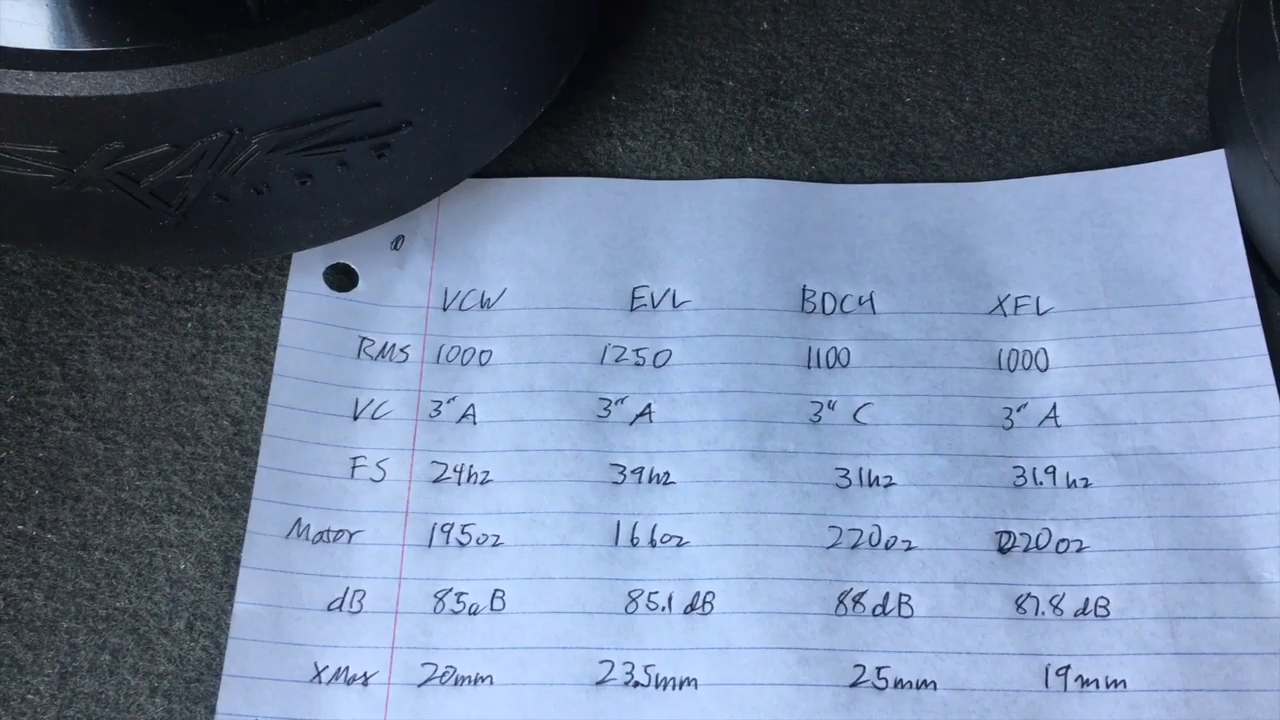 SKAR
VCW EVL BDC4 XFL
RMS 1000 1250 1100 1000
VC 3" A 3" A 3" C 3" A
FS 24hz 39hz 31hz 31.9hz
Motor 195oz 166oz 220oz 220oz
dB 85dB 85.1dB 88dB 87.8dB
XMax 20mm 23.5mm 25mm 19mm